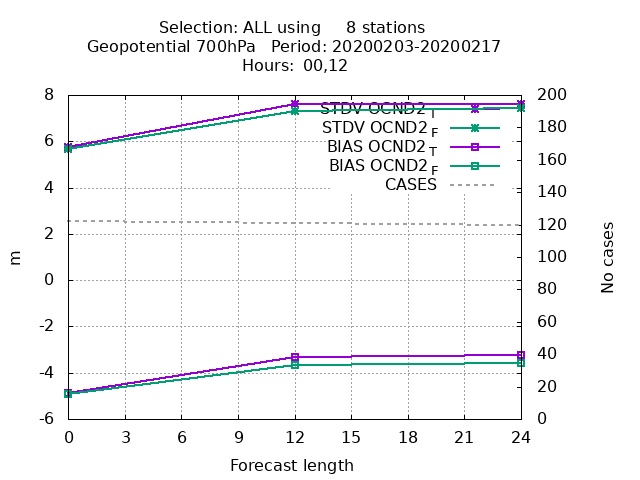 Selection: ALL using 8 stations
Geopotential 700hPa Period: 20200203-20200217
Hours: 00,12
8
6
4
2
0
-2
-4
-6
m
200
180
160
140
120
100
80
60
40
20
0
No cases
STDV OCND2 T
STDV OCND2 F
BIAS OCND2 T
BIAS OCND2 F
CASES
0 3 6 9 12 15 18 21 24
Forecast length